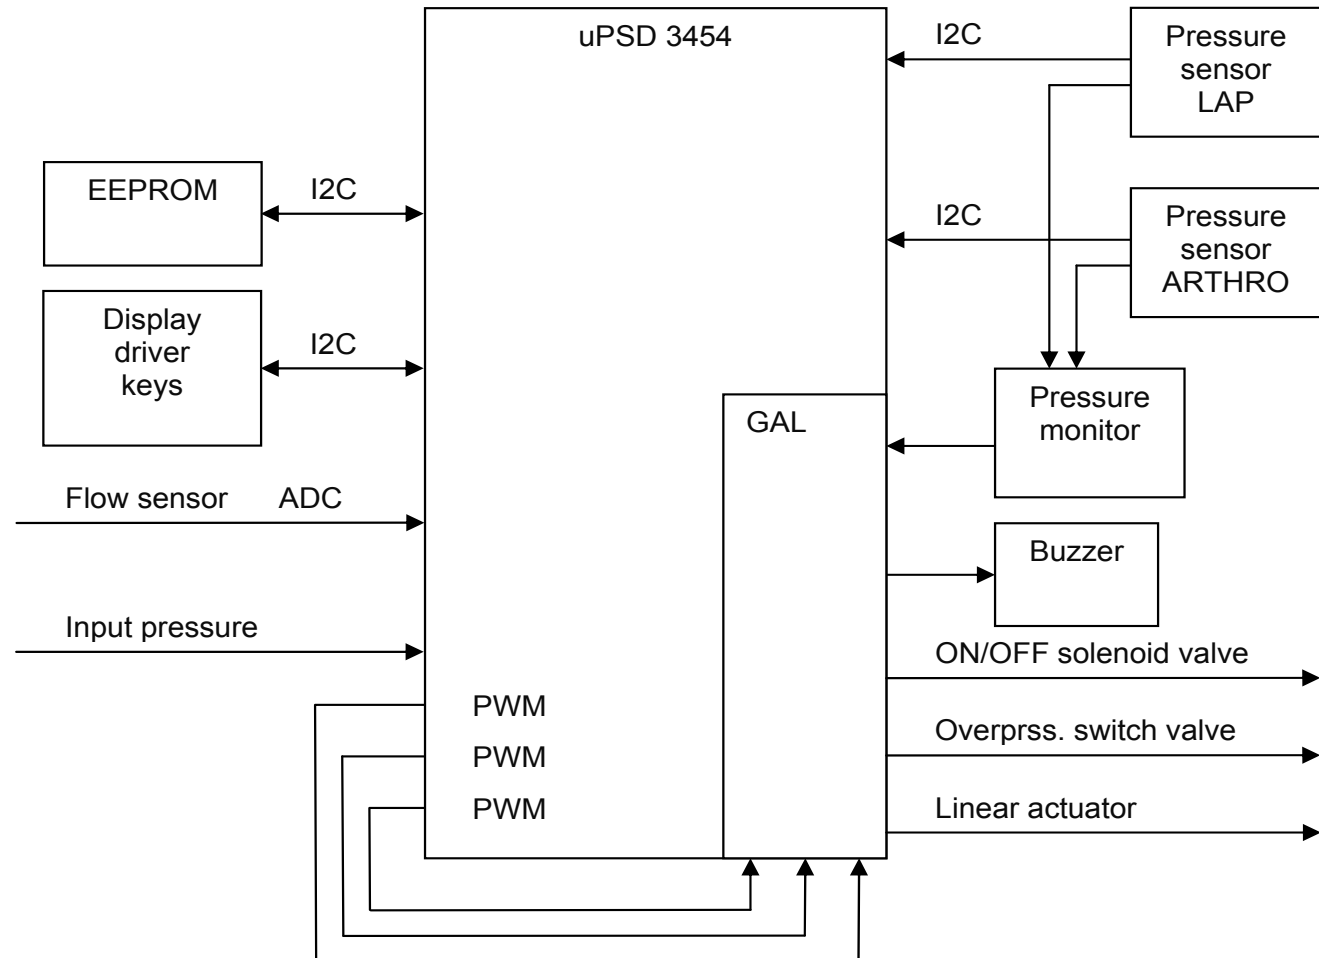 uPSD 3454
I2C
Pressure
sensor
LAP
EEPROM
I2C
I2C
Pressure
sensor
ARTHRO
Display
driver
keys
I2C
GAL
Pressure
monitor
Flow sensor ADC
Buzzer
Input pressure
ON/OFF solenoid valve
PWM
Overprss. switch valve
PWM
Linear actuator
PWM